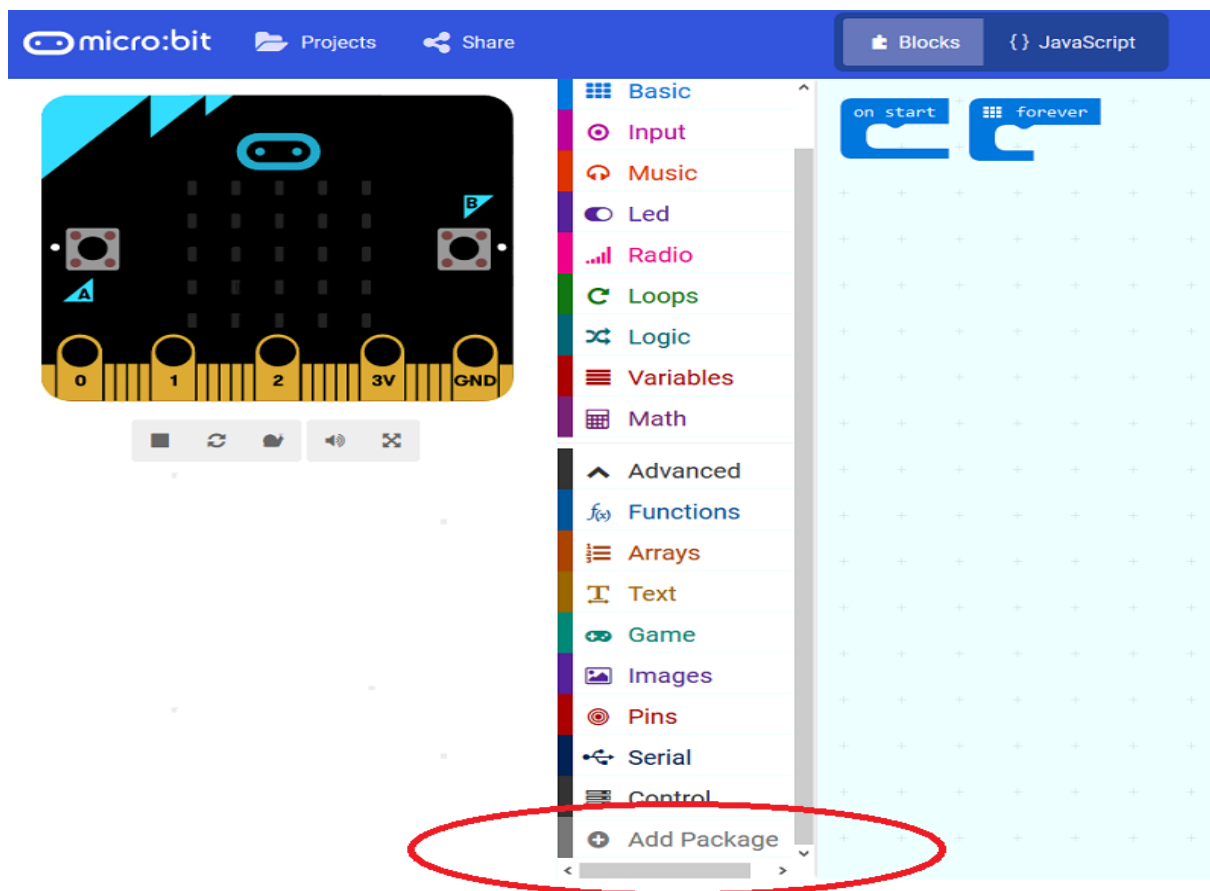 micro:bit Projects Share Blocks {} JavaScript
B
A
0 1 2 3V GND
Basic
Input
Music
Led
Radio
Loops
Logic
Variables
Math
Advanced
f(x) Functions
Arrays
Text
Game
Images
Pins
Serial
Control
Add Package
on start forever